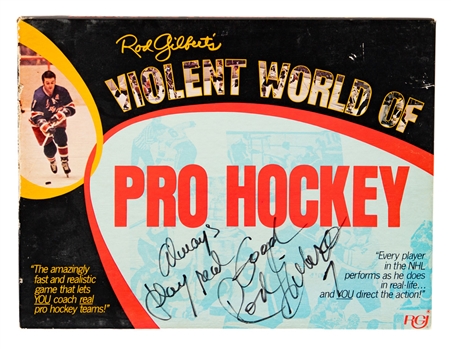 Rod Gilbert's
VIOLENT WORLD OF
PRO HOCKEY
Always
play real Good
Rod Gilbert
7
"The amazingly
fast and realistic
game that lets
YOU coach real
pro hockey teams!"
"Every player
in the NHL
performs as he does
in real-life...
and YOU direct the action!"
RGI